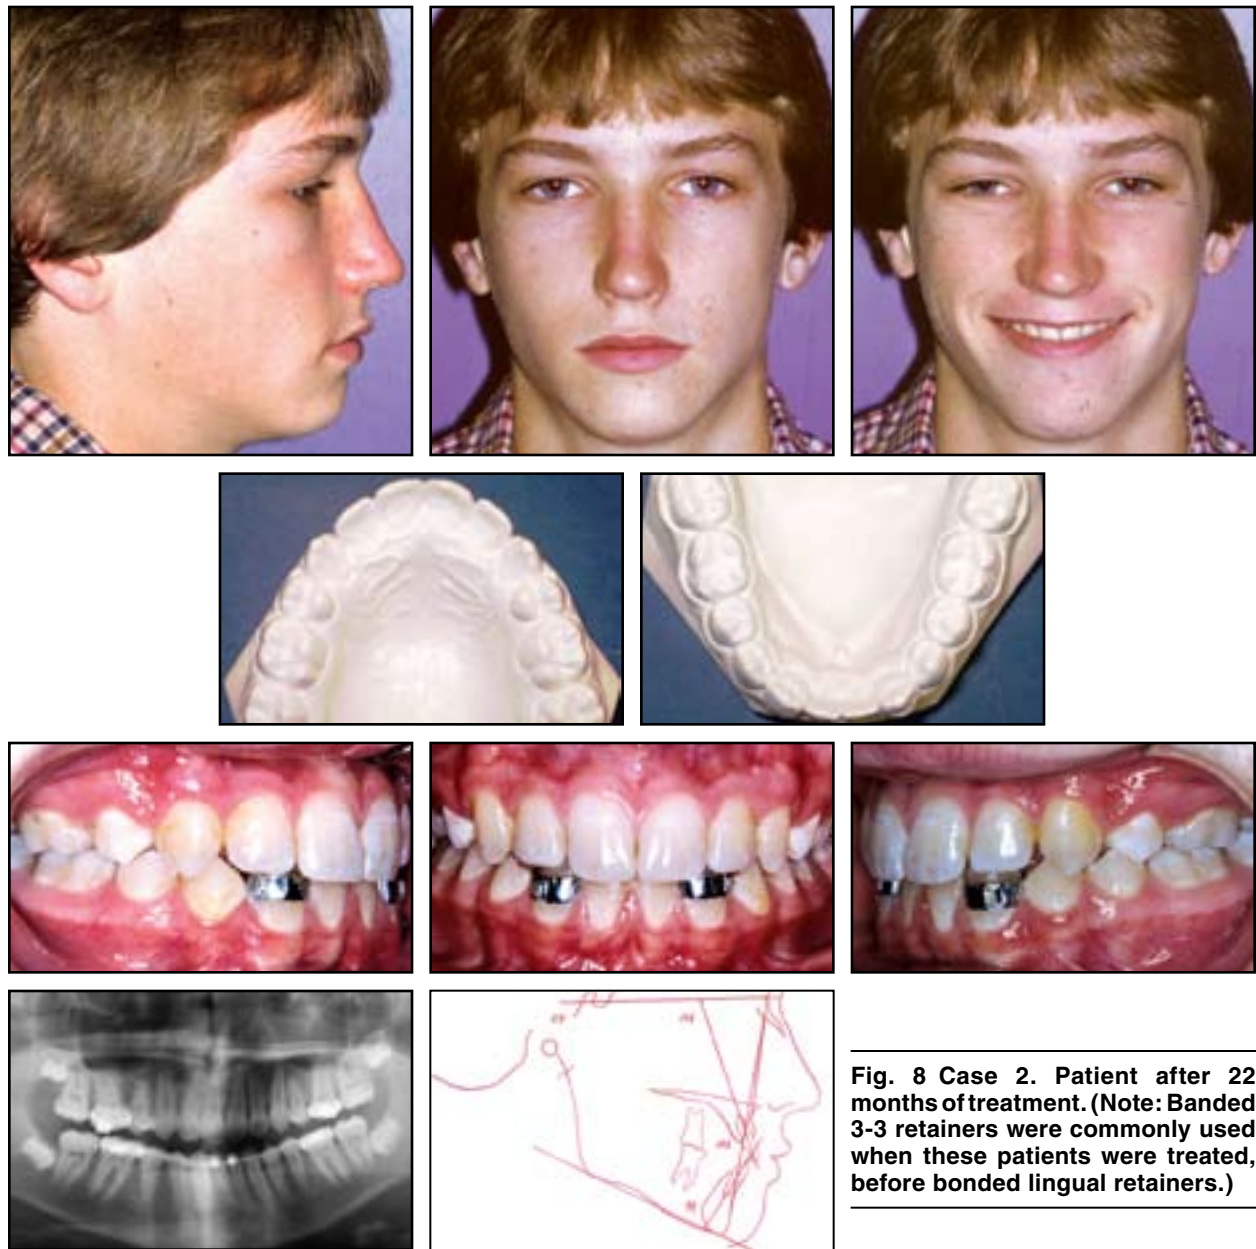 Fig. 8 Case 2. Patient after 22
months of treatment. (Note: Banded
3-3 retainers were commonly used
when these patients were treated,
before bonded lingual retainers.)